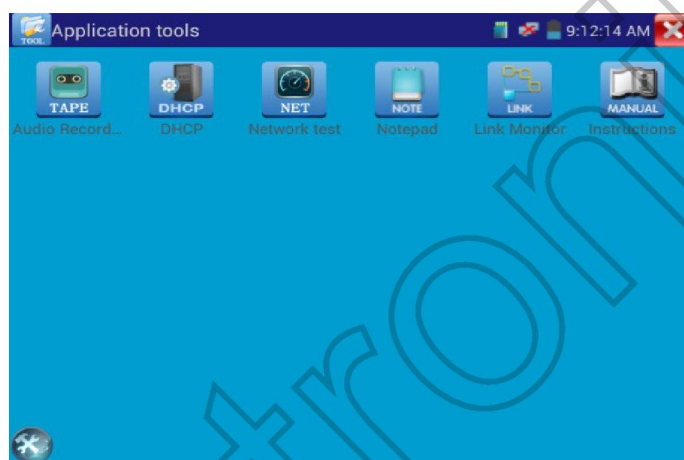 TOOL
Application tools
9:12:14 AM
TAPE
DHCP
NET
NOTE
LINK
MANUAL
Audio Record...
DHCP
Network test
Notepad
Link Monitor
Instructions
tronik